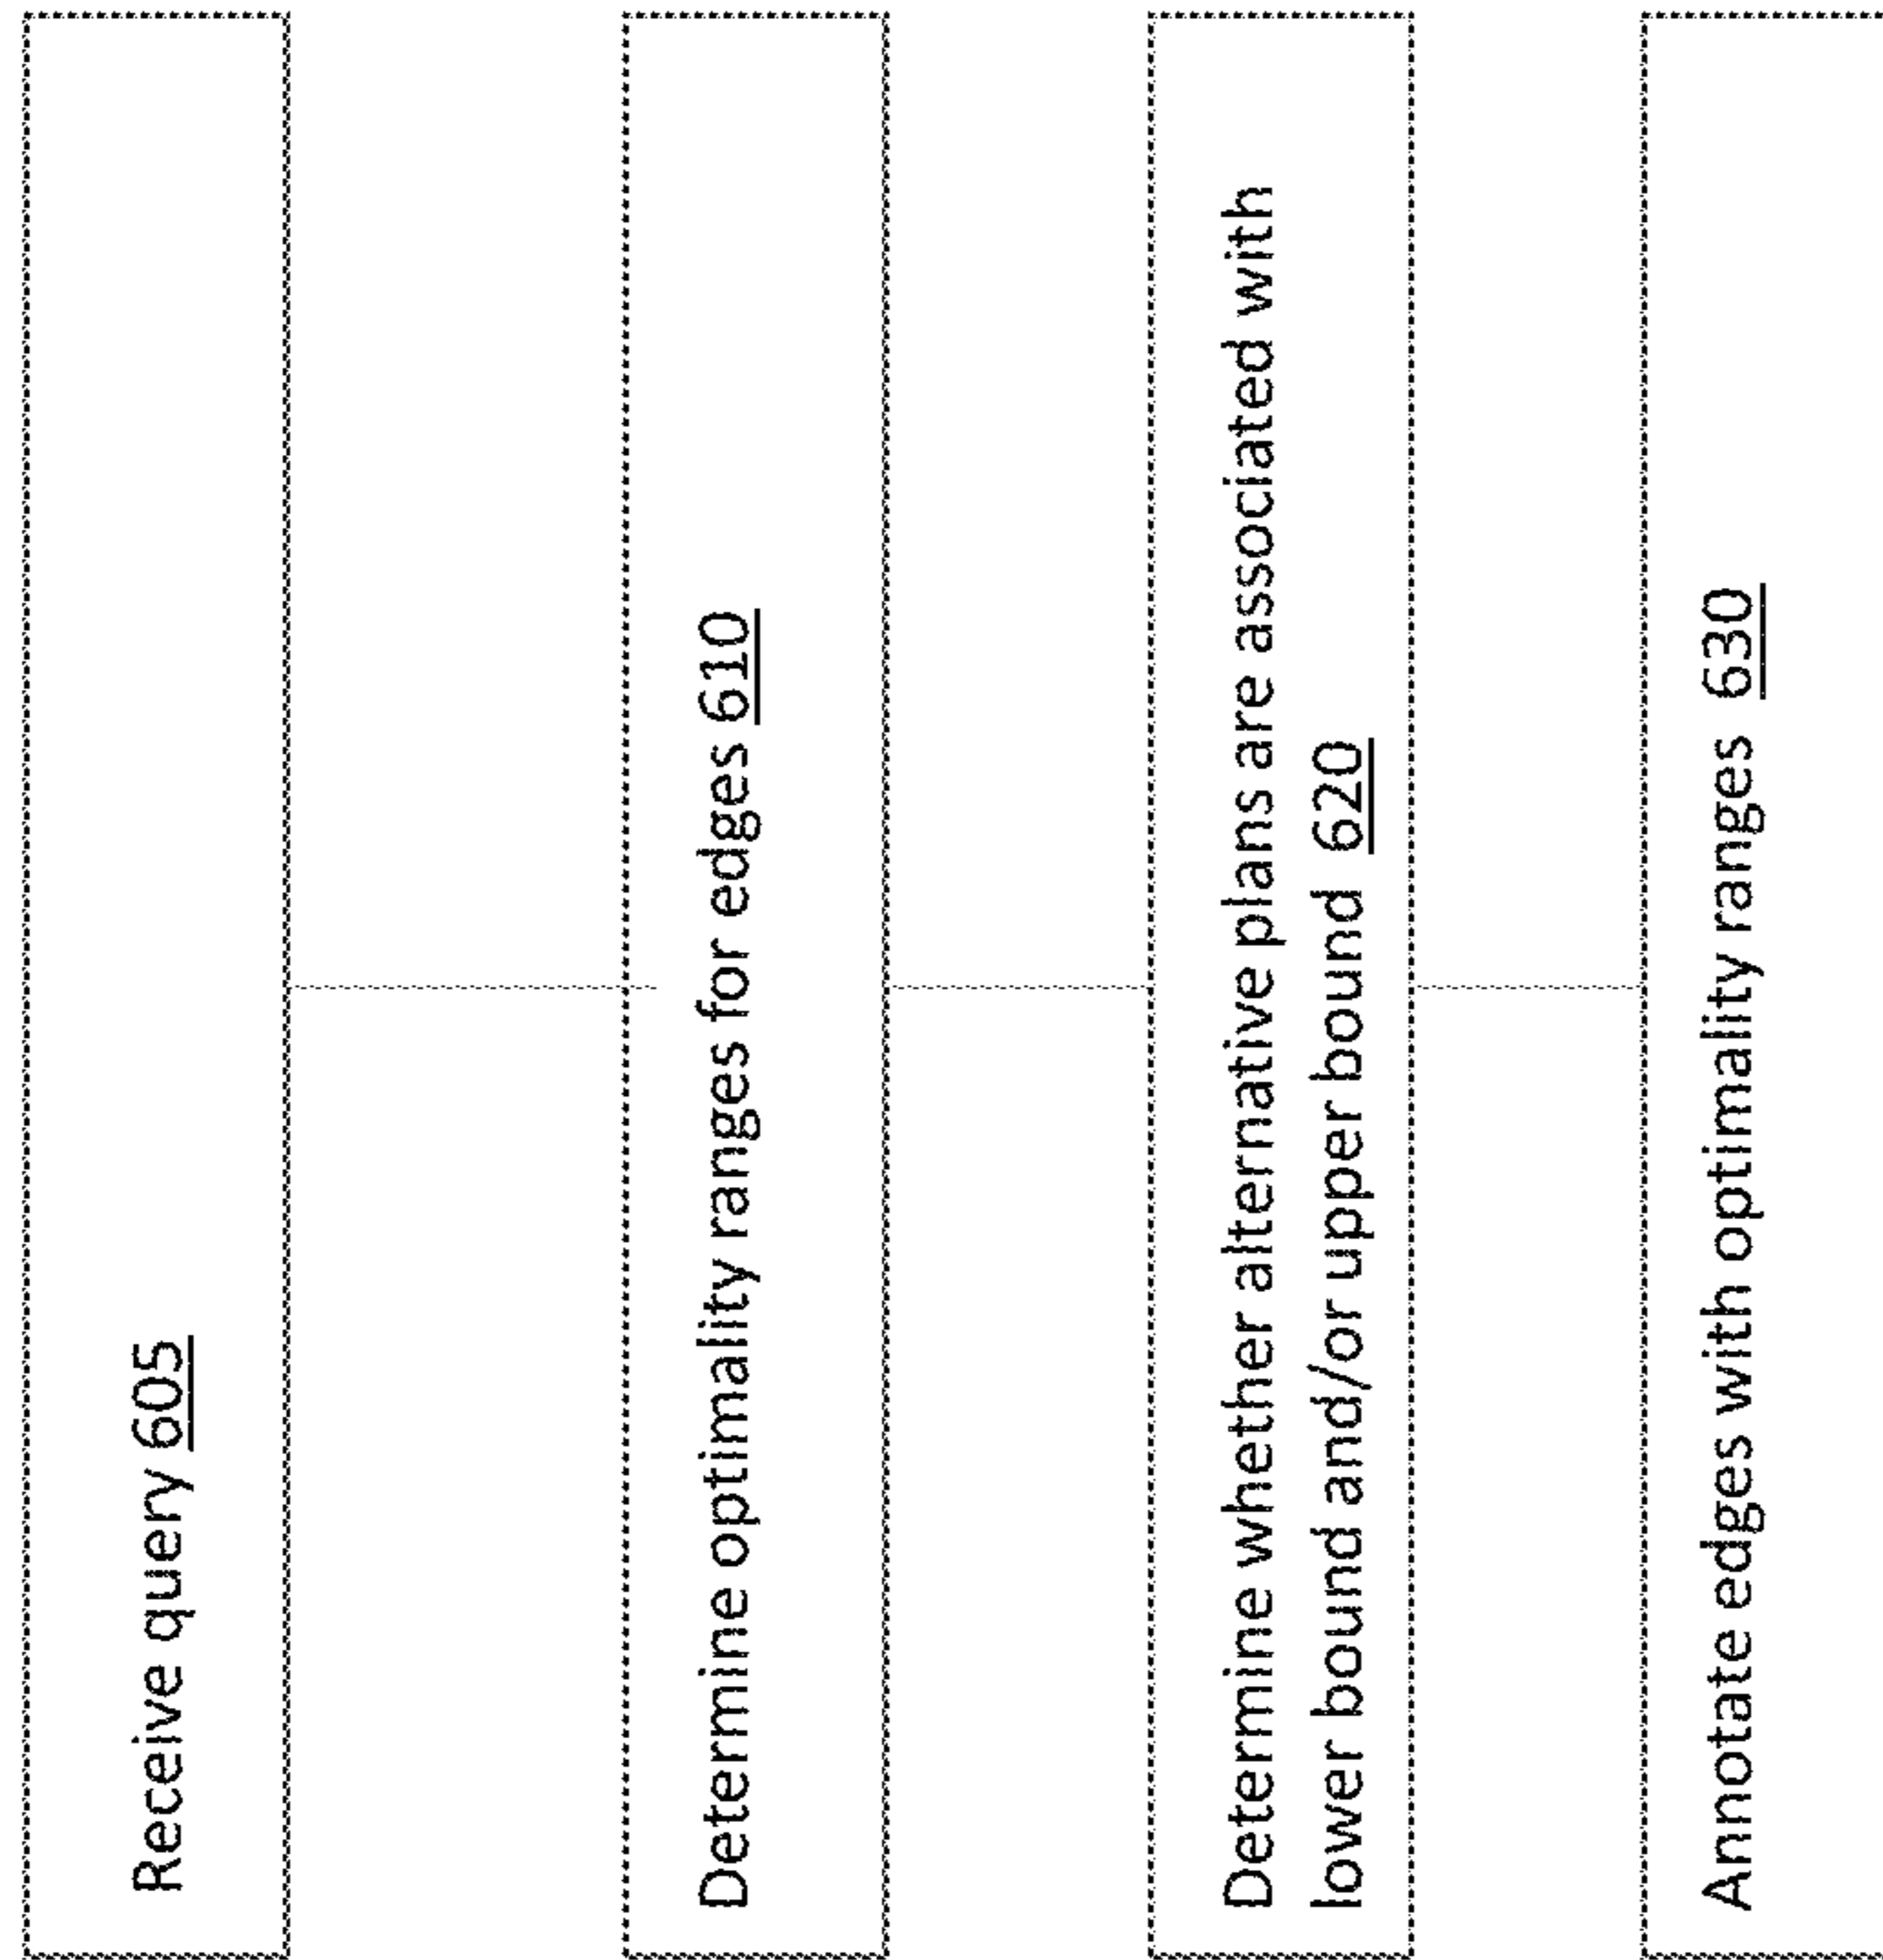 Receive query 605
Determine optimality ranges for edges 610
Determine whether alternative plans are associated with
lower bound and/or upper bound 620
Annotate edges with optimality ranges 630